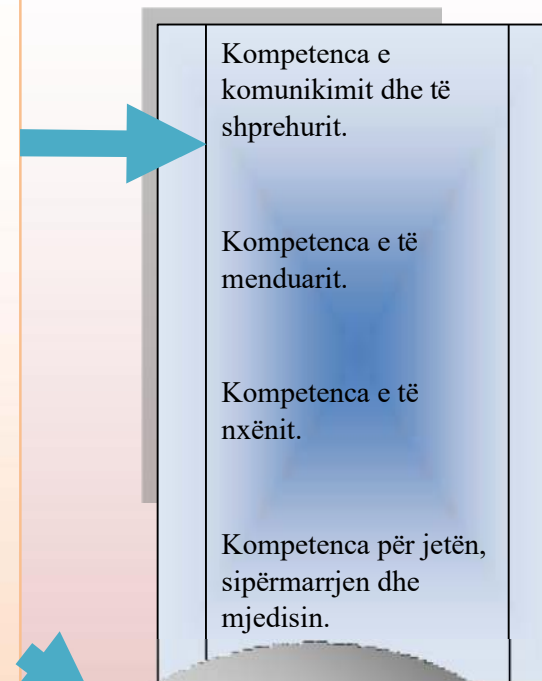 Kompetenca e
komunikimit dhe të
shprehurit.
Kompetenca e të
menduarit.
Kompetenca e të
nxënit.
Kompetenca për jetën,
sipërmarrjen dhe
mjedisin.